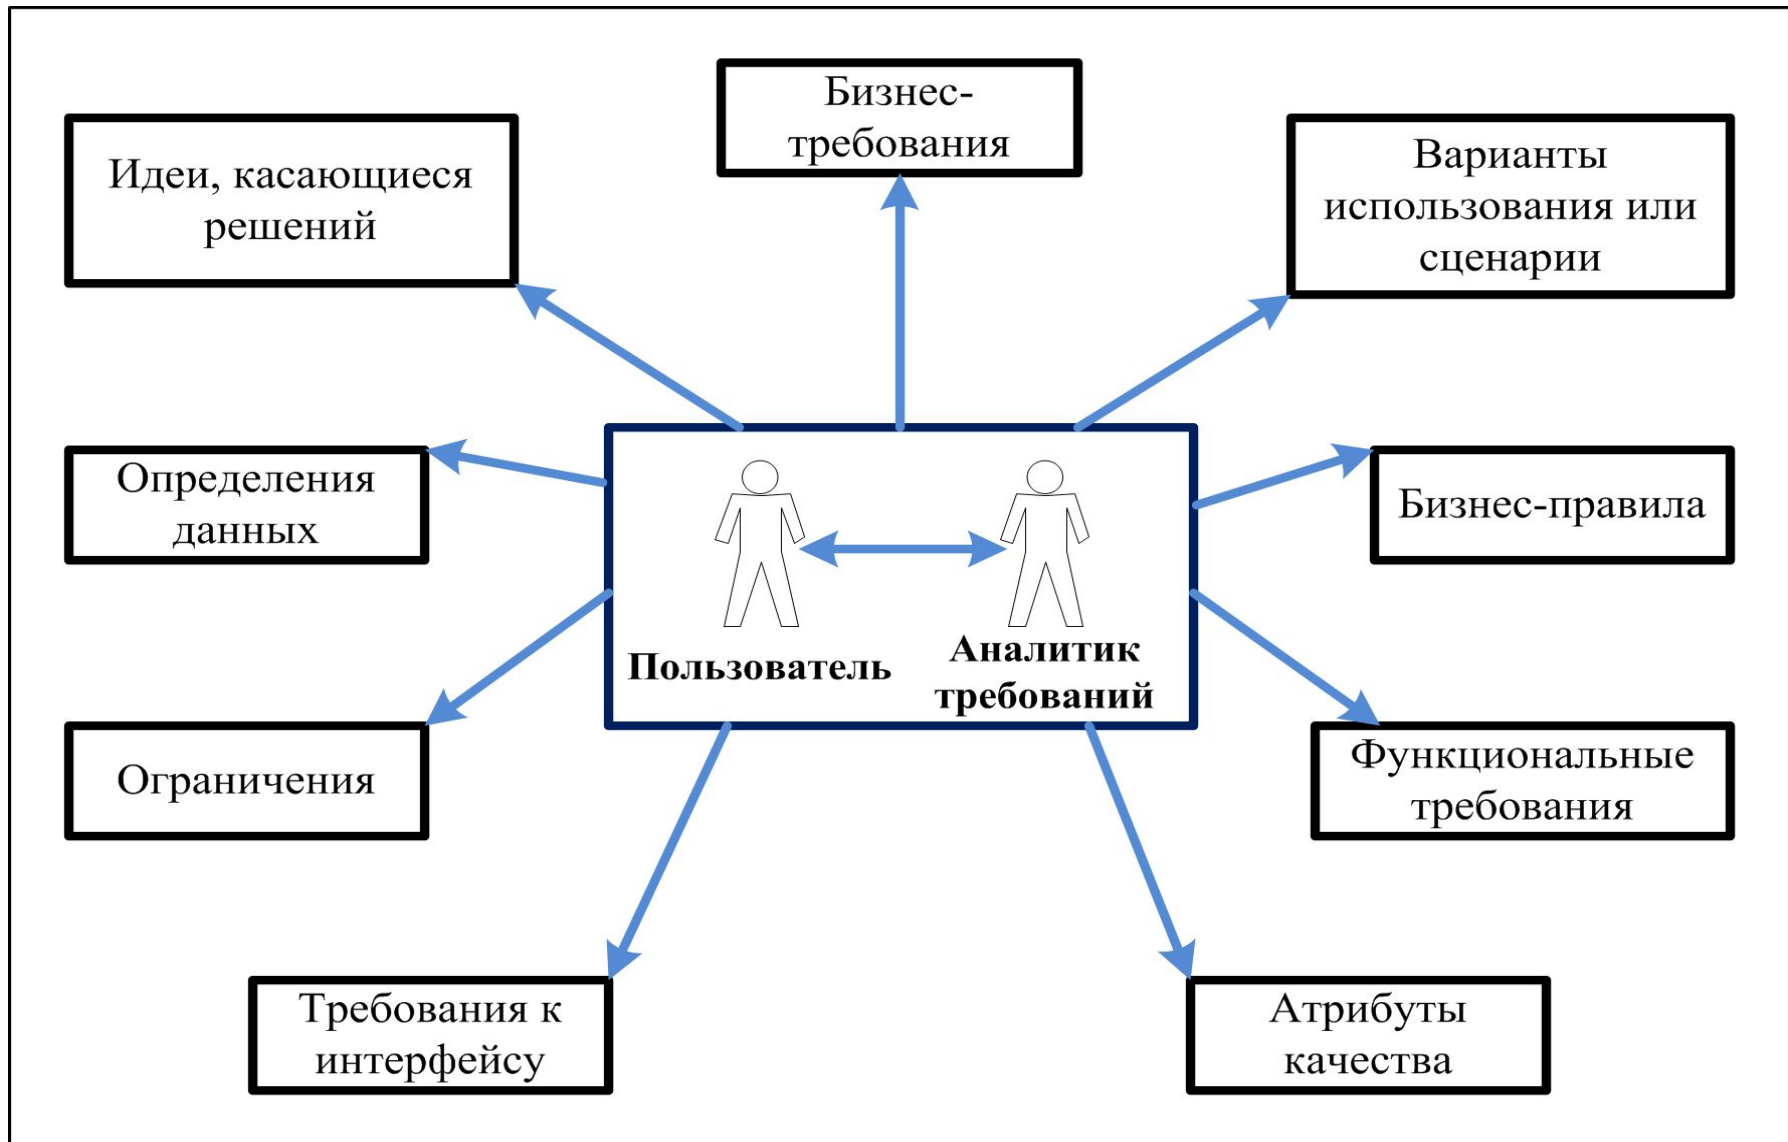 Бизнес-
требования
Идеи, касающиеся
решений
Варианты
использования или
сценарии
Определения
данных
Бизнес-правила
Пользователь
Аналитик
требований
Ограничения
Функциональные
требования
Требования к
интерфейсу
Атрибуты
качества